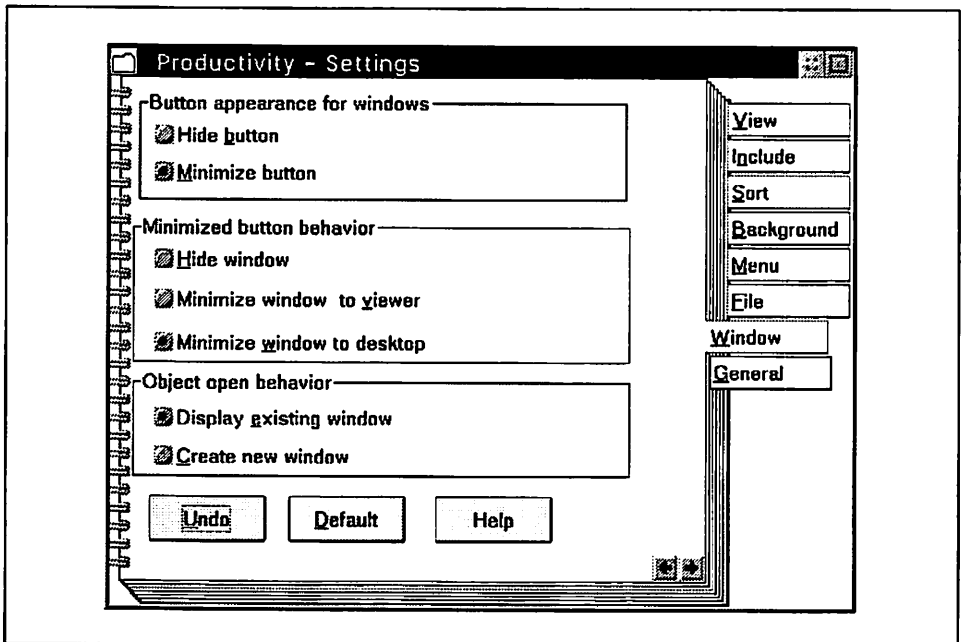 Productivity - Settings
Button appearance for windows
Hide button
Minimize button
Minimized button behavior
Hide window
Minimize window to viewer
Minimize window to desktop
Object open behavior
Display existing window
Create new window
Undo
Default
Help
View
Include
Sort
Background
Menu
File
Window
General